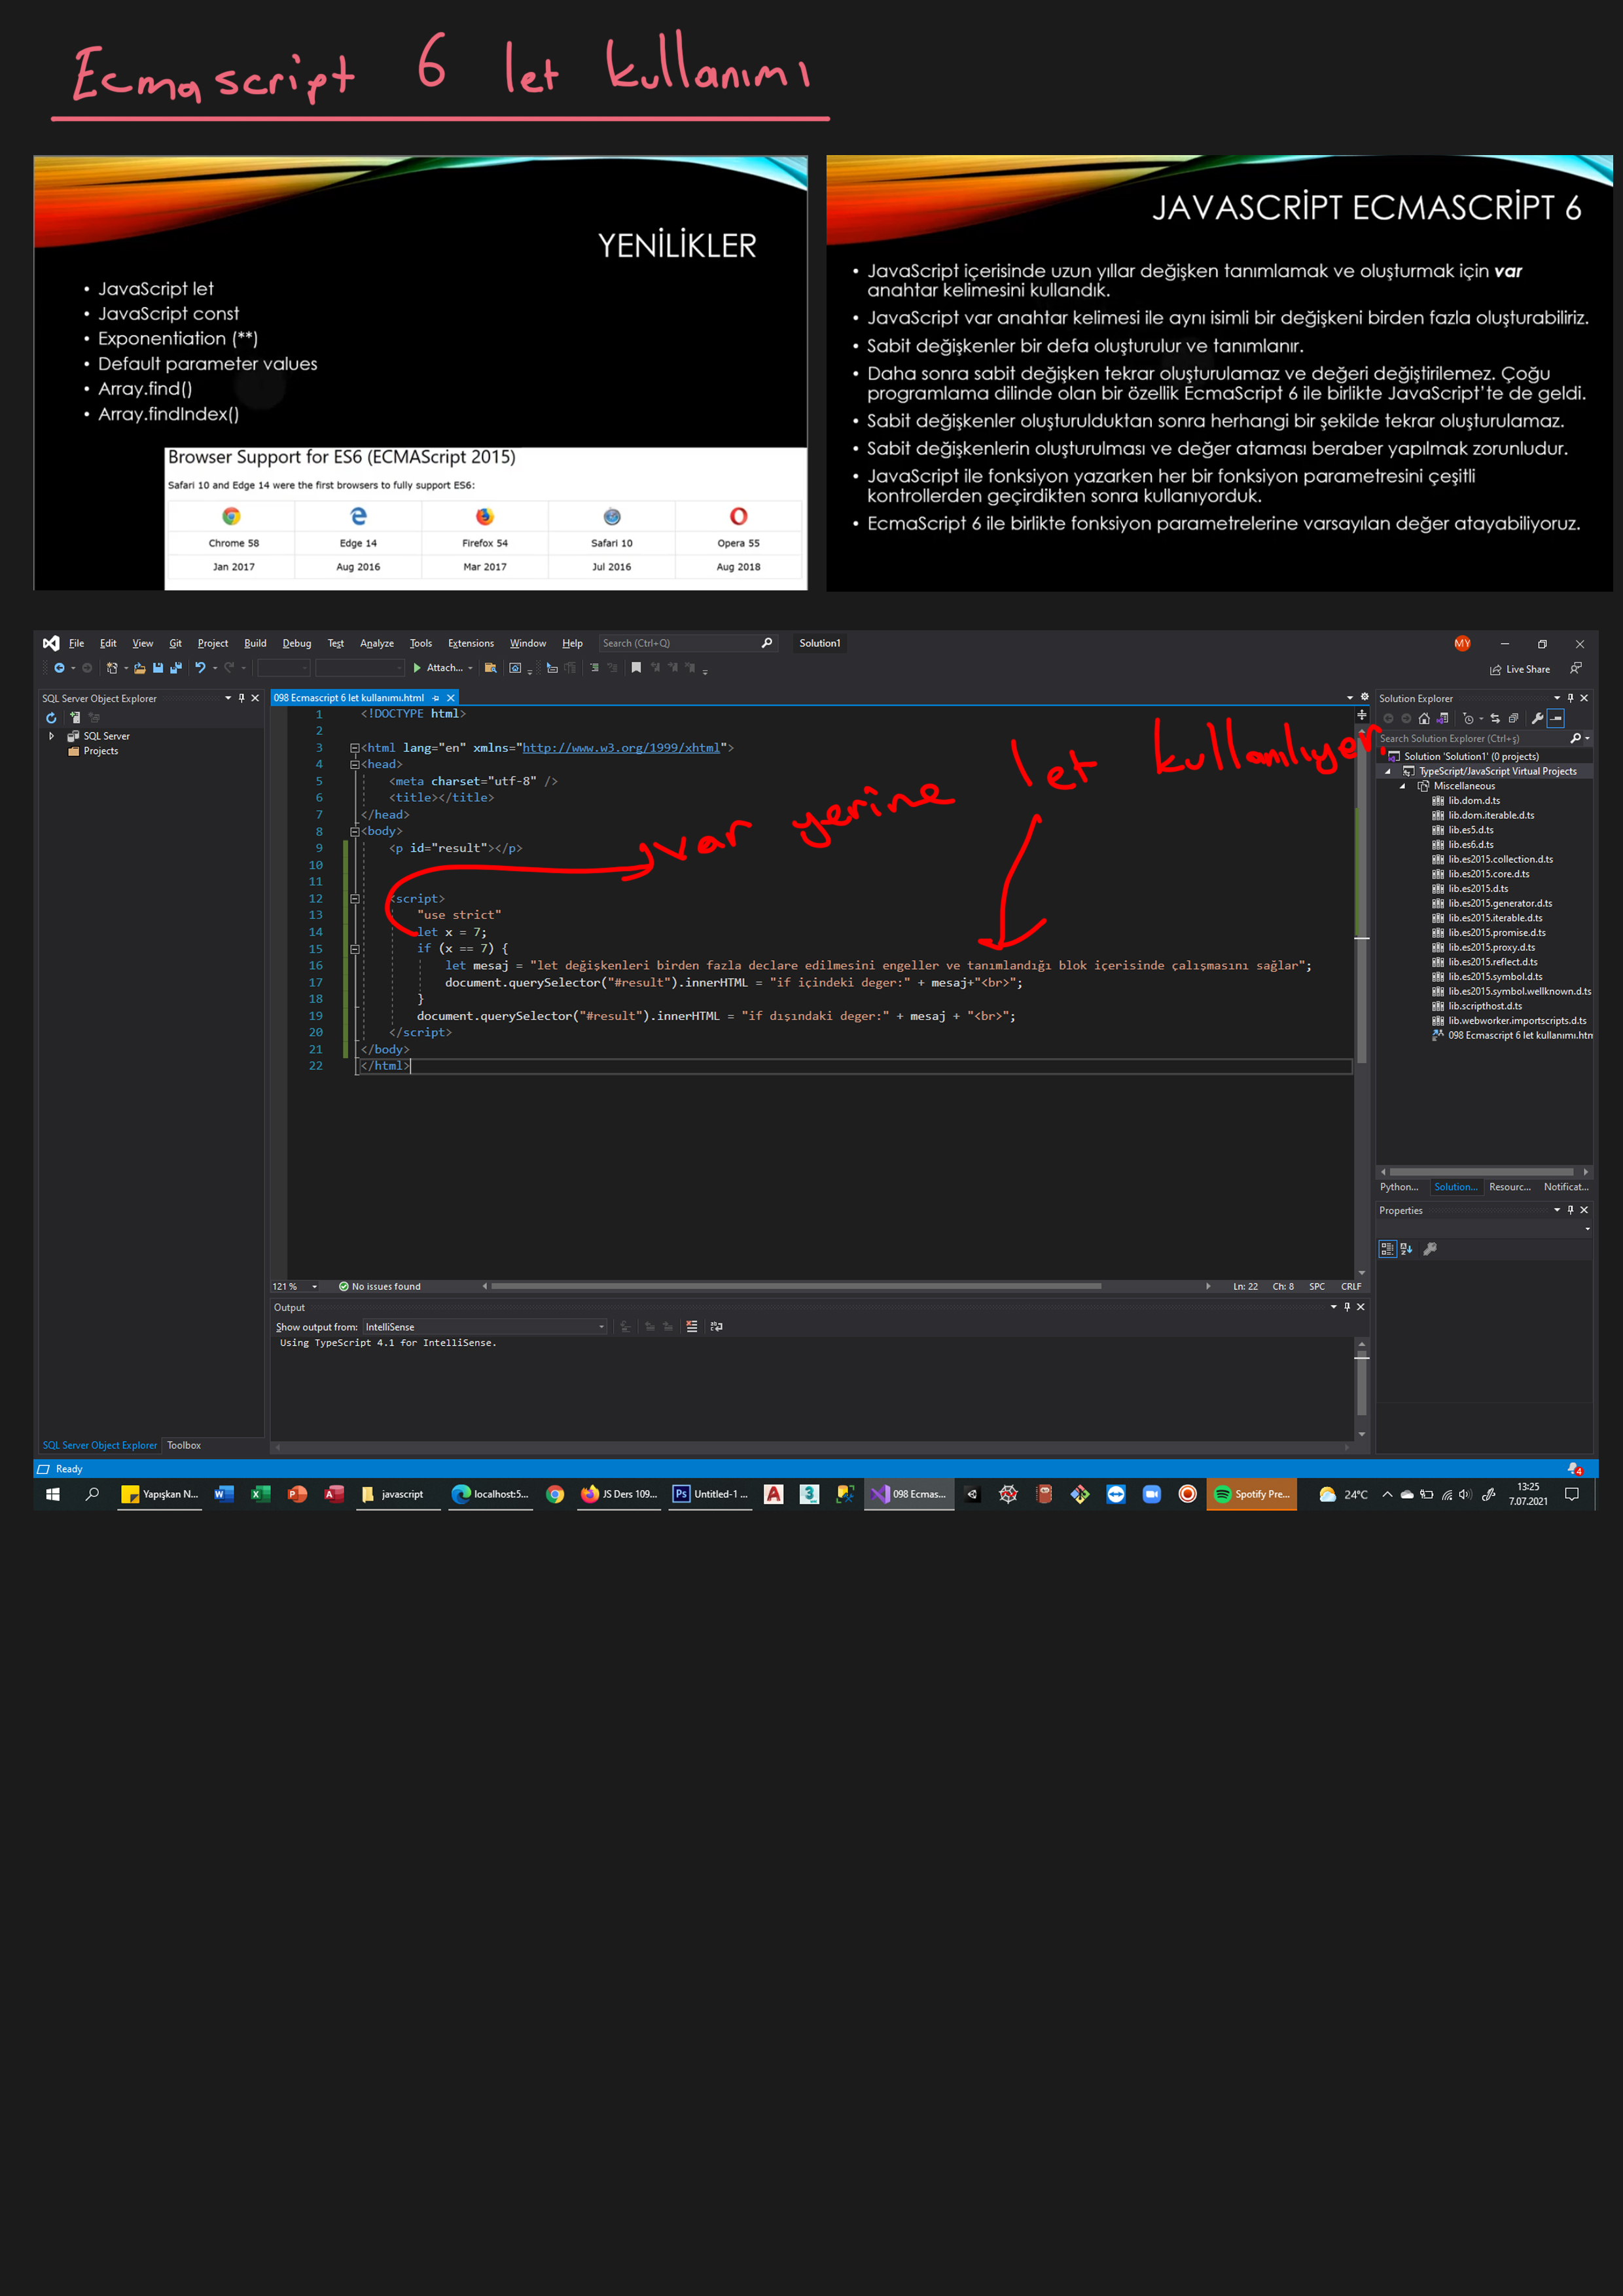 Ecmascript 6 let kullanımı
YENİLİKLER
• JavaScript let
• JavaScript const
• Exponentiation (**)
• Default parameter values
• Array.find()
• Array.findIndex()
Browser Support for ES6 (ECMAScript 2015)
Safari 10 and Edge 14 were the first browsers to fully support ES6:
Chrome 58 Edge 14 Firefox 54 Safari 10 Opera 55
Jan 2017 Aug 2016 Mar 2017 Jul 2016 Aug 2018
JAVASCRİPT ECMASCRİPT 6
• JavaScript içerisinde uzun yıllar değişken tanımlamak ve oluşturmak için var
anahtar kelimesini kullandık.
• JavaScript var anahtar kelimesi ile aynı isimli bir değişkeni birden fazla oluşturabiliriz.
• Sabit değişkenler bir defa oluşturulur ve tanımlanır.
• Daha sonra sabit değişken tekrar oluşturulamaz ve değeri değiştirilemez. Çoğu
programlama dilinde olan bir özellik EcmaScript 6 ile birlikte JavaScript'te de geldi.
• Sabit değişkenler oluşturulduktan sonra herhangi bir şekilde tekrar oluşturulamaz.
• Sabit değişkenlerin oluşturulması ve değer ataması beraber yapılmak zorunludur.
• JavaScript ile fonksiyon yazarken her bir fonksiyon parametresini çeşitli
kontrollerden geçirdikten sonra kullanıyorduk.
• EcmaScript 6 ile birlikte fonksiyon parametrelerine varsayılan değer atayabiliyoruz.
File Edit View Git Project Build Debug Test Analyze Tools Extensions Window Help Search (Ctrl+Q) Solution1 MY
Attach... Live Share
SQL Server Object Explorer
SQL Server
Projects
098 Ecmascript 6 let kullanımı.html
1 <!DOCTYPE html>
2
3 <html lang="en" xmlns="http://www.w3.org/1999/xhtml">
4 <head>
5 <meta charset="utf-8" />
6 <title></title>
7 </head>
8 <body>
9 <p id="result"></p>
10
11
12 <script>
13 "use strict"
14 let x = 7;
15 if (x == 7) {
16 let mesaj = "let değişkenleri birden fazla declare edilmesini engeller ve tanımlandığı blok içerisinde çalışmasını sağlar";
17 document.querySelector("#result").innerHTML = "if içindeki deger:" + mesaj+"<br>";
18 }
19 document.querySelector("#result").innerHTML = "if dışındaki deger:" + mesaj + "<br>";
20 </script>
21 </body>
22 </html>
var yerine let kullanılıyor.
Solution Explorer
Search Solution Explorer (Ctrl+ş)
Solution 'Solution1' (0 projects)
TypeScript/JavaScript Virtual Projects
Miscellaneous
lib.dom.d.ts
lib.dom.iterable.d.ts
lib.es5.d.ts
lib.es6.d.ts
lib.es2015.collection.d.ts
lib.es2015.core.d.ts
lib.es2015.d.ts
lib.es2015.generator.d.ts
lib.es2015.iterable.d.ts
lib.es2015.promise.d.ts
lib.es2015.proxy.d.ts
lib.es2015.reflect.d.ts
lib.es2015.symbol.d.ts
lib.es2015.symbol.wellknown.d.ts
lib.scripthost.d.ts
lib.webworker.importscripts.d.ts
098 Ecmascript 6 let kullanımı.htm
Python... Solution... Resourc... Notificat...
Properties
121 % No issues found Ln: 22 Ch: 8 SPC CRLF
Output
Show output from: IntelliSense
Using TypeScript 4.1 for IntelliSense.
SQL Server Object Explorer Toolbox
Ready 4
Yapışkan N... javascript localhost:5... JS Ders 109... Untitled-1 ... 098 Ecmas... Spotify Pre... 24°C 13:25
7.07.2021